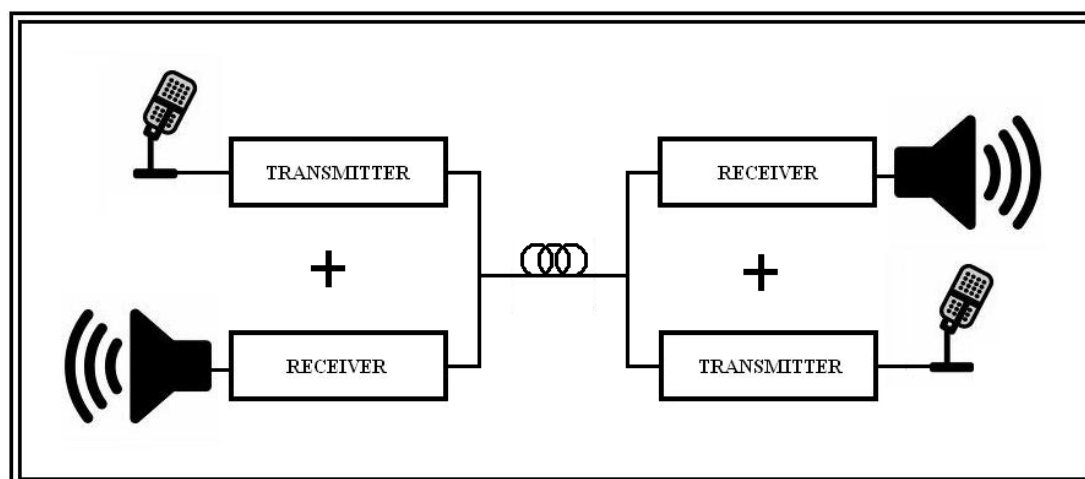 TRANSMITTER
RECEIVER
+
+
RECEIVER
TRANSMITTER